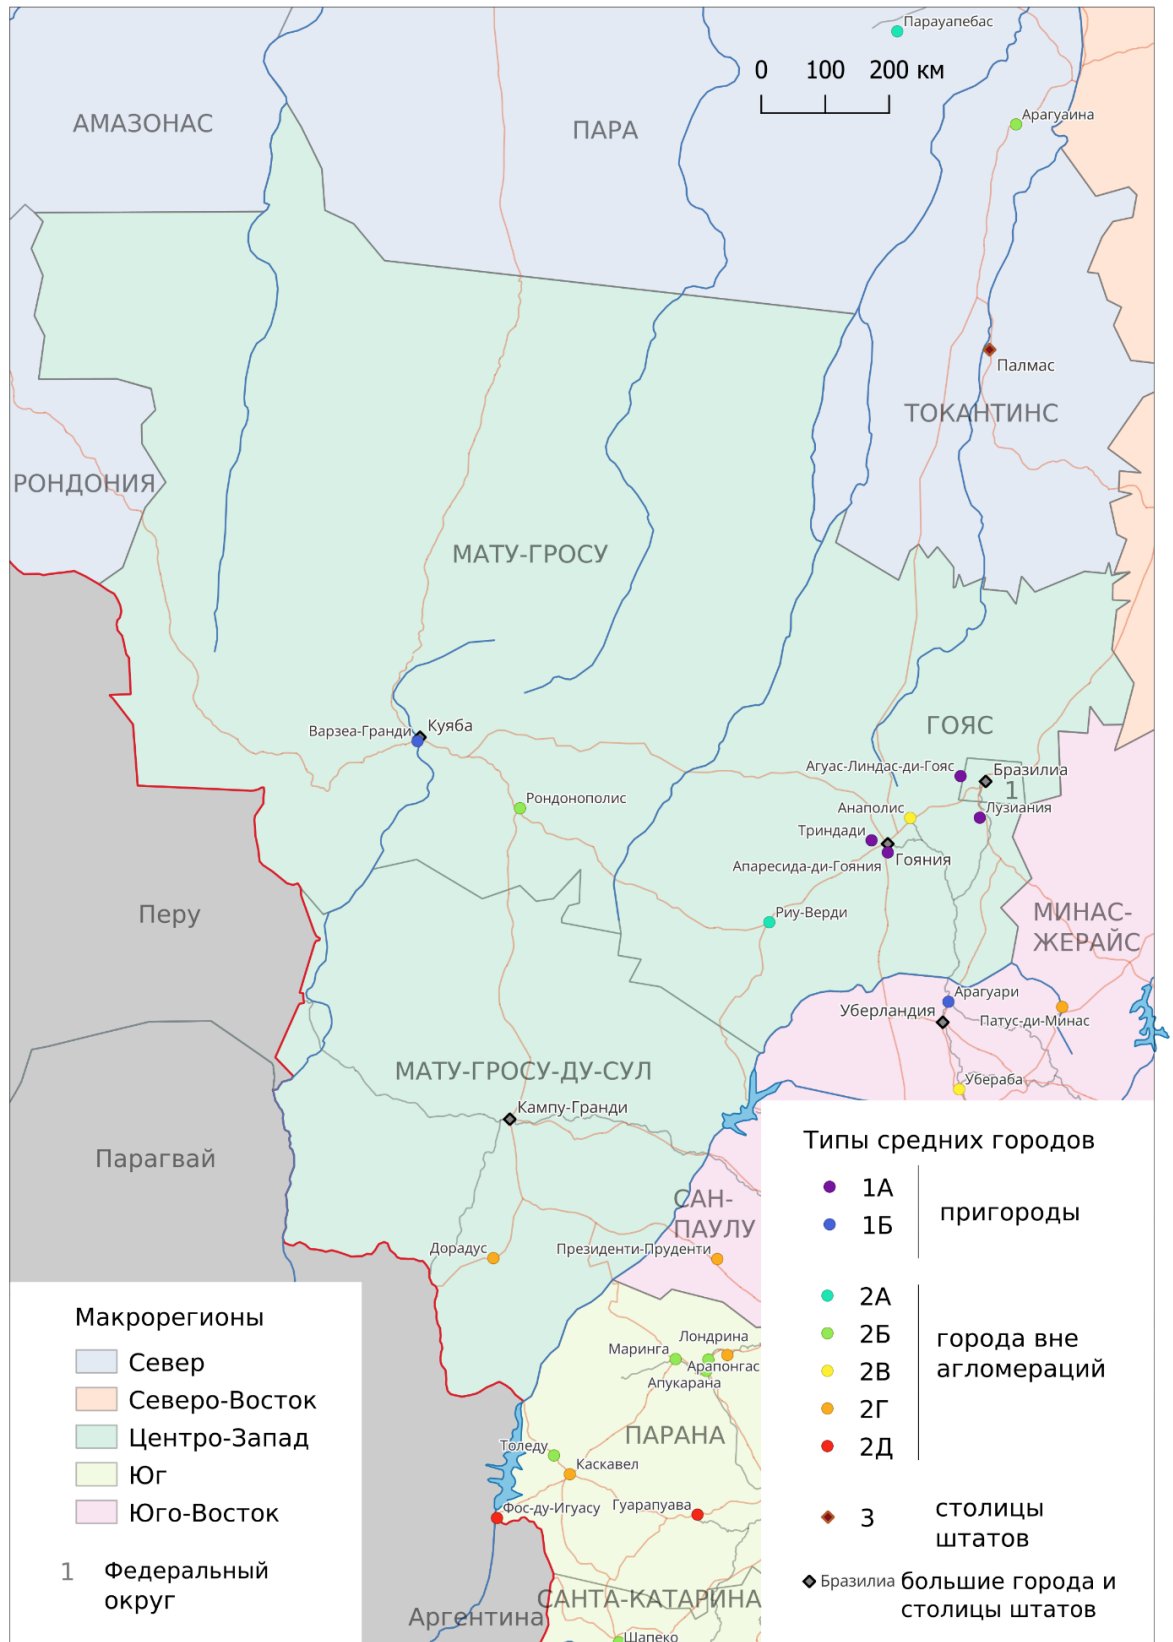 Парауапебас
0 100 200 км
Арагуаина
АМАЗОНАС
ПАРА
Палмас
ТОКАНТИНС
РОНДОНИЯ
МАТУ-ГРОСУ
ГОЯС
Варзеа-Гранди
Куяба
Агуас-Линдас-ди-Гояс
Бразилиа
1
Рондонополис
Анаполис
Лузиания
Триндади
Гояния
Апаресида-ди-Гояния
Риу-Верди
МИНАС-
ЖЕРАЙС
Перу
Арагуари
Уберландия
Патус-ди-Минас
МАТУ-ГРОСУ-ДУ-СУЛ
Убераба
Кампу-Гранди
Парагвай
САН-
ПАУЛУ
Дорадус
Президенти-Пруденти
Лондрина
Маринга
Арапонгас
Апукарана
ПАРАНА
Толеду
Каскавел
Фос-ду-Игуасу
Гуарапуава
САНТА-КАТАРИНА
Аргентина
Шапеко
Макрорегионы
Север
Северо-Восток
Центро-Запад
Юг
Юго-Восток
1 Федеральный
округ
Типы средних городов
1А
1Б
пригороды
2А
2Б
2В
2Г
2Д
города вне
агломераций
3
столицы
штатов
Бразилиа большие города и
столицы штатов